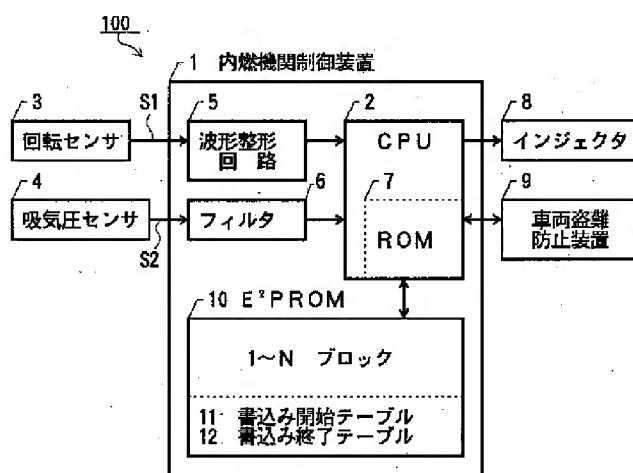 100
1 内燃機関制御装置
3 S1 5 2 8
回転センサ 波形整形 CPU インジェクタ
回 路
4 6 7 9
吸気圧センサ フィルタ ROM 車両盗難
防止装置
S2
10 E²PROM
1〜N ブロック
11 書込み開始テーブル
12 書込み終了テーブル